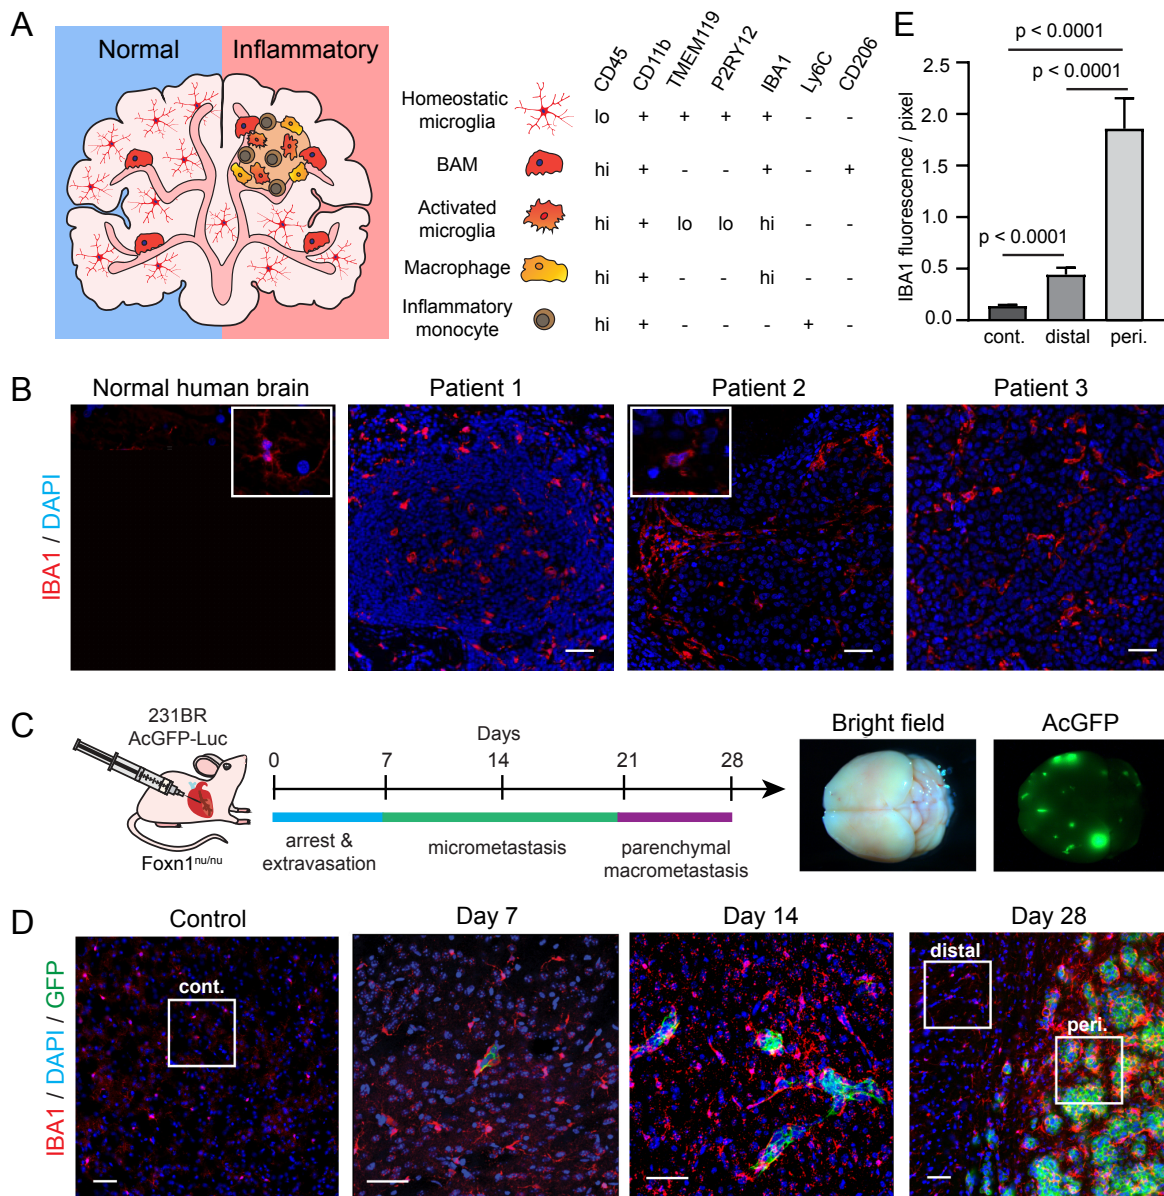 A
Normal
Inflammatory
CD45
CD11b
TMEM119
P2RY12
IBA1
Ly6C
CD206
Homeostatic
microglia
lo + + + + - -
BAM
hi + - - + - +
Activated
microglia
hi + lo lo hi - -
Macrophage
hi + - - hi - -
Inflammatory
monocyte
hi + - - - + -
E
p < 0.0001
p < 0.0001
p < 0.0001
IBA1 fluorescence / pixel
2.5
2.0
1.5
1.0
0.5
0.0
cont. distal peri.
B
Normal human brain
Patient 1
Patient 2
Patient 3
IBA1 / DAPI
C
231BR
AcGFP-Luc
Foxn1nu/nu
Days
0 7 14 21 28
arrest &
extravasation
micrometastasis
parenchymal
macrometastasis
Bright field
AcGFP
D
Control
Day 7
Day 14
Day 28
IBA1 / DAPI / GFP
cont.
distal
peri.